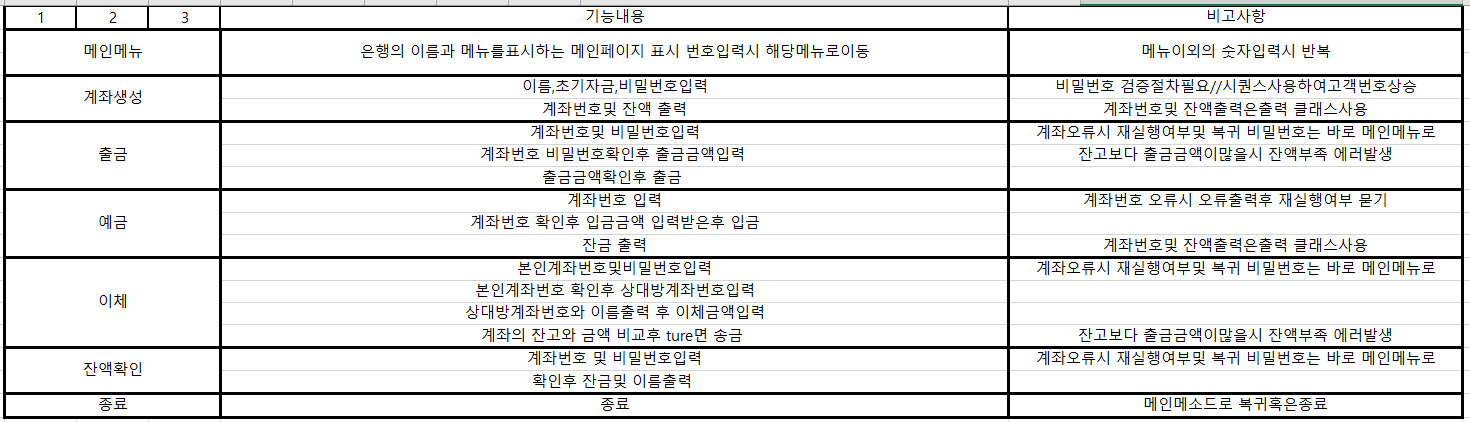 1 2 3 기능내용 비고사항
메인메뉴 은행의 이름과 메뉴를표시하는 메인페이지 표시 번호입력시 해당메뉴로이동 메뉴이외의 숫자입력시 반복
계좌생성 이름,초기자금,비밀번호입력 비밀번호 검증절차필요//시퀀스사용하여고객번호상승
계좌번호및 잔액 출력 계좌번호및 잔액출력은출력 클래스사용
출금 계좌번호및 비밀번호입력 계좌오류시 재실행여부및 복귀 비밀번호는 바로 메인메뉴로
계좌번호 비밀번호확인후 출금금액입력 잔고보다 출금금액이많을시 잔액부족 에러발생
출금금액확인후 출금
예금 계좌번호 입력 계좌번호 오류시 오류출력후 재실행여부 묻기
계좌번호 확인후 입금금액 입력받은후 입금
잔금 출력 계좌번호및 잔액출력은출력 클래스사용
이체 본인계좌번호및비밀번호입력 계좌오류시 재실행여부및 복귀 비밀번호는 바로 메인메뉴로
본인계좌번호 확인후 상대방계좌번호입력
상대방계좌번호와 이름출력 후 이체금액입력
계좌의 잔고와 금액 비교후 ture면 송금 잔고보다 출금금액이많을시 잔액부족 에러발생
잔액확인 계좌번호 및 비밀번호입력 계좌오류시 재실행여부및 복귀 비밀번호는 바로 메인메뉴로
확인후 잔금및 이름출력
종료 종료 메인메소드로 복귀혹은종료